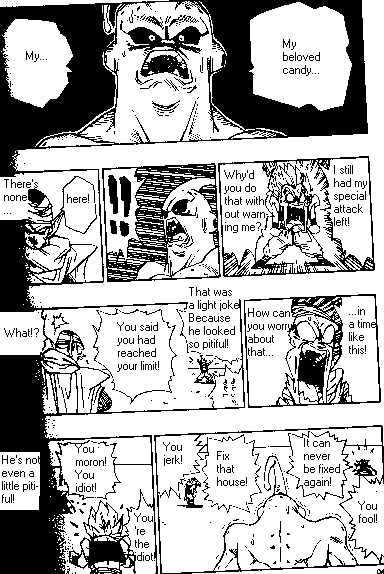 My...
My
beloved
candy...
There's
none
...
here!
Why'd
you do
that with
out warn
ing me?
I still
had my
special
attack
left!
What!?
You said
you had
reached
your limit!
That was
a light joke
Because
he looked
so pitiful!
How can
you worry
about
that...
...in
a time
like
this!
He's not
even a
little piti-
ful!
You
moron!
You
idiot!
You
're
the
idiot!
You
jerk!
Fix
that
house!
It can
never
be fixed
again!
You
fool!